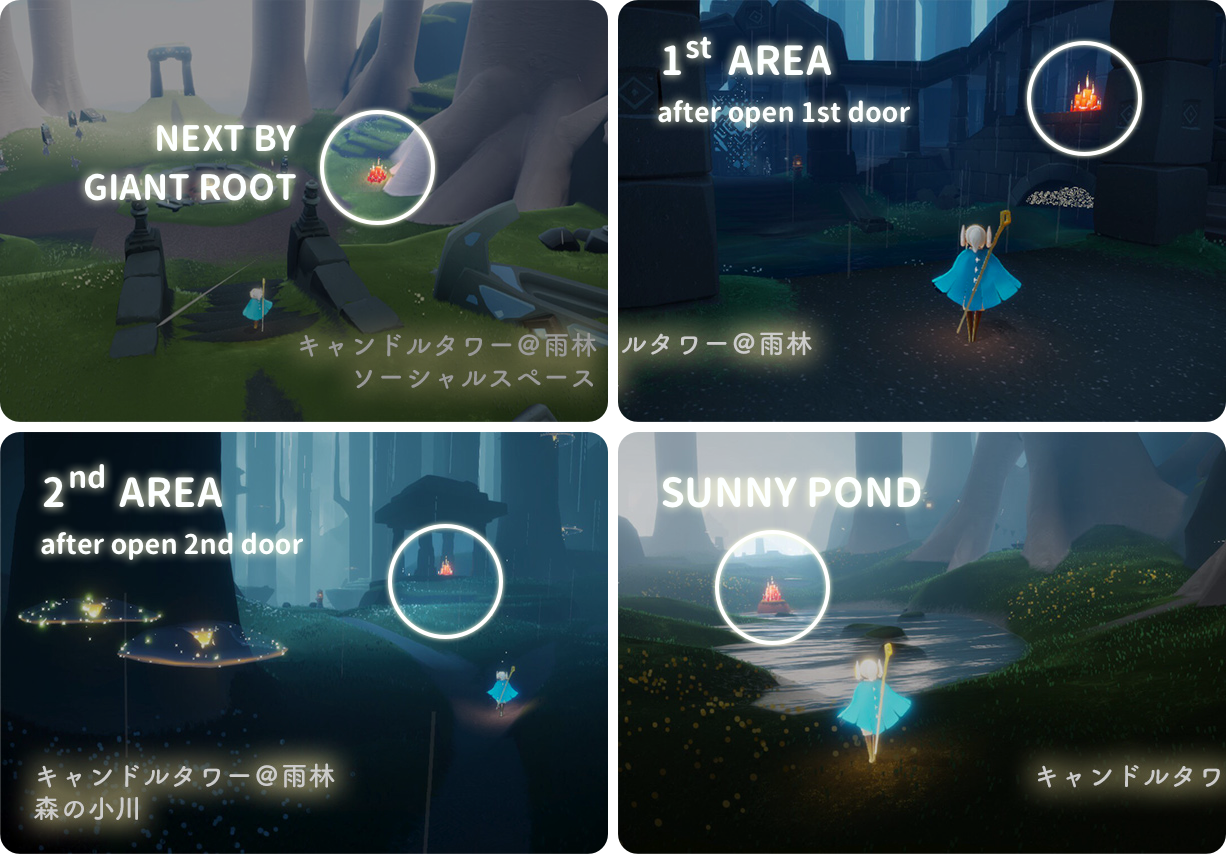 NEXT BY
GIANT ROOT
キャンドルタワー@雨林
ソーシャルスペース
1st AREA
after open 1st door
ルタワー@雨林
2nd AREA
after open 2nd door
キャンドルタワー@雨林
森の小川
SUNNY POND
キャンドルタワ